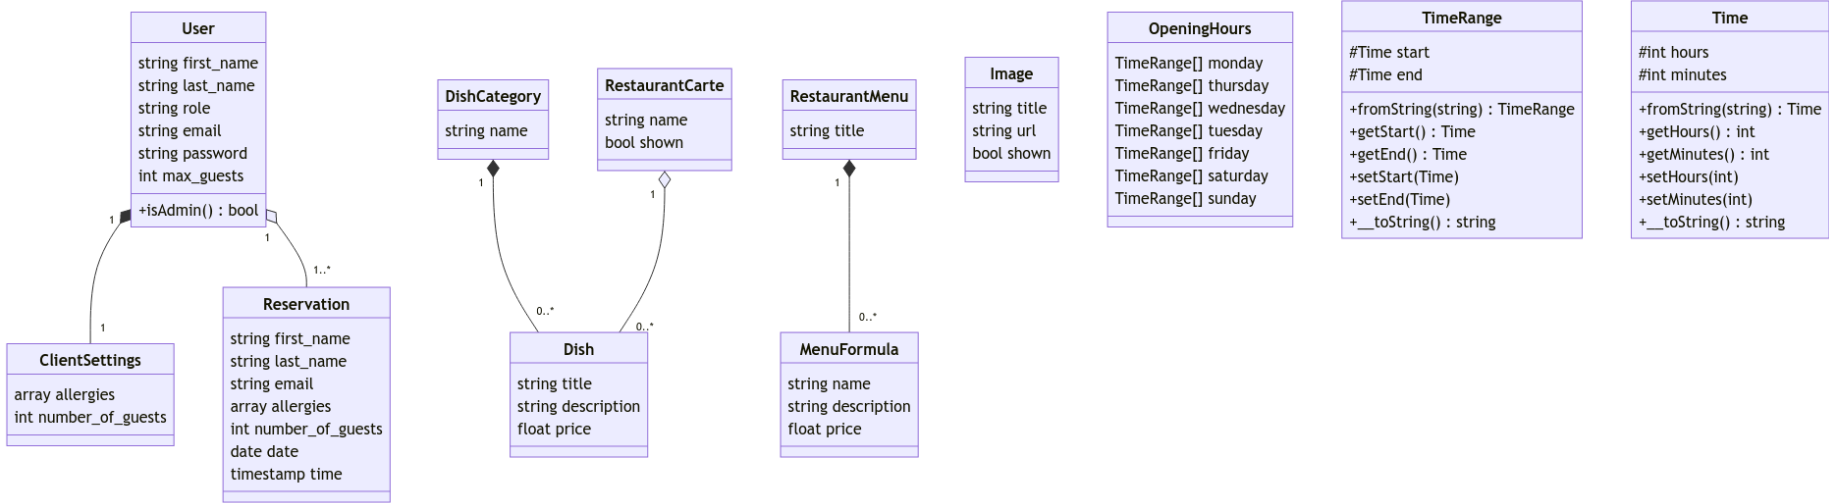 User
string first_name
string last_name
string role
string email
string password
int max_guests
+isAdmin() : bool
1
1
1
1..*
ClientSettings
array allergies
int number_of_guests
Reservation
string first_name
string last_name
string email
array allergies
int number_of_guests
date date
timestamp time
DishCategory
string name
1
0..*
RestaurantCarte
string name
bool shown
1
0..*
Dish
string title
string description
float price
RestaurantMenu
string title
1
0..*
MenuFormula
string name
string description
float price
Image
string title
string url
bool shown
OpeningHours
TimeRange[] monday
TimeRange[] thursday
TimeRange[] wednesday
TimeRange[] tuesday
TimeRange[] friday
TimeRange[] saturday
TimeRange[] sunday
TimeRange
#Time start
#Time end
+fromString(string) : TimeRange
+getStart() : Time
+getEnd() : Time
+setStart(Time)
+setEnd(Time)
+__toString() : string
Time
#int hours
#int minutes
+fromString(string) : Time
+getHours() : int
+getMinutes() : int
+setHours(int)
+setMinutes(int)
+__toString() : string